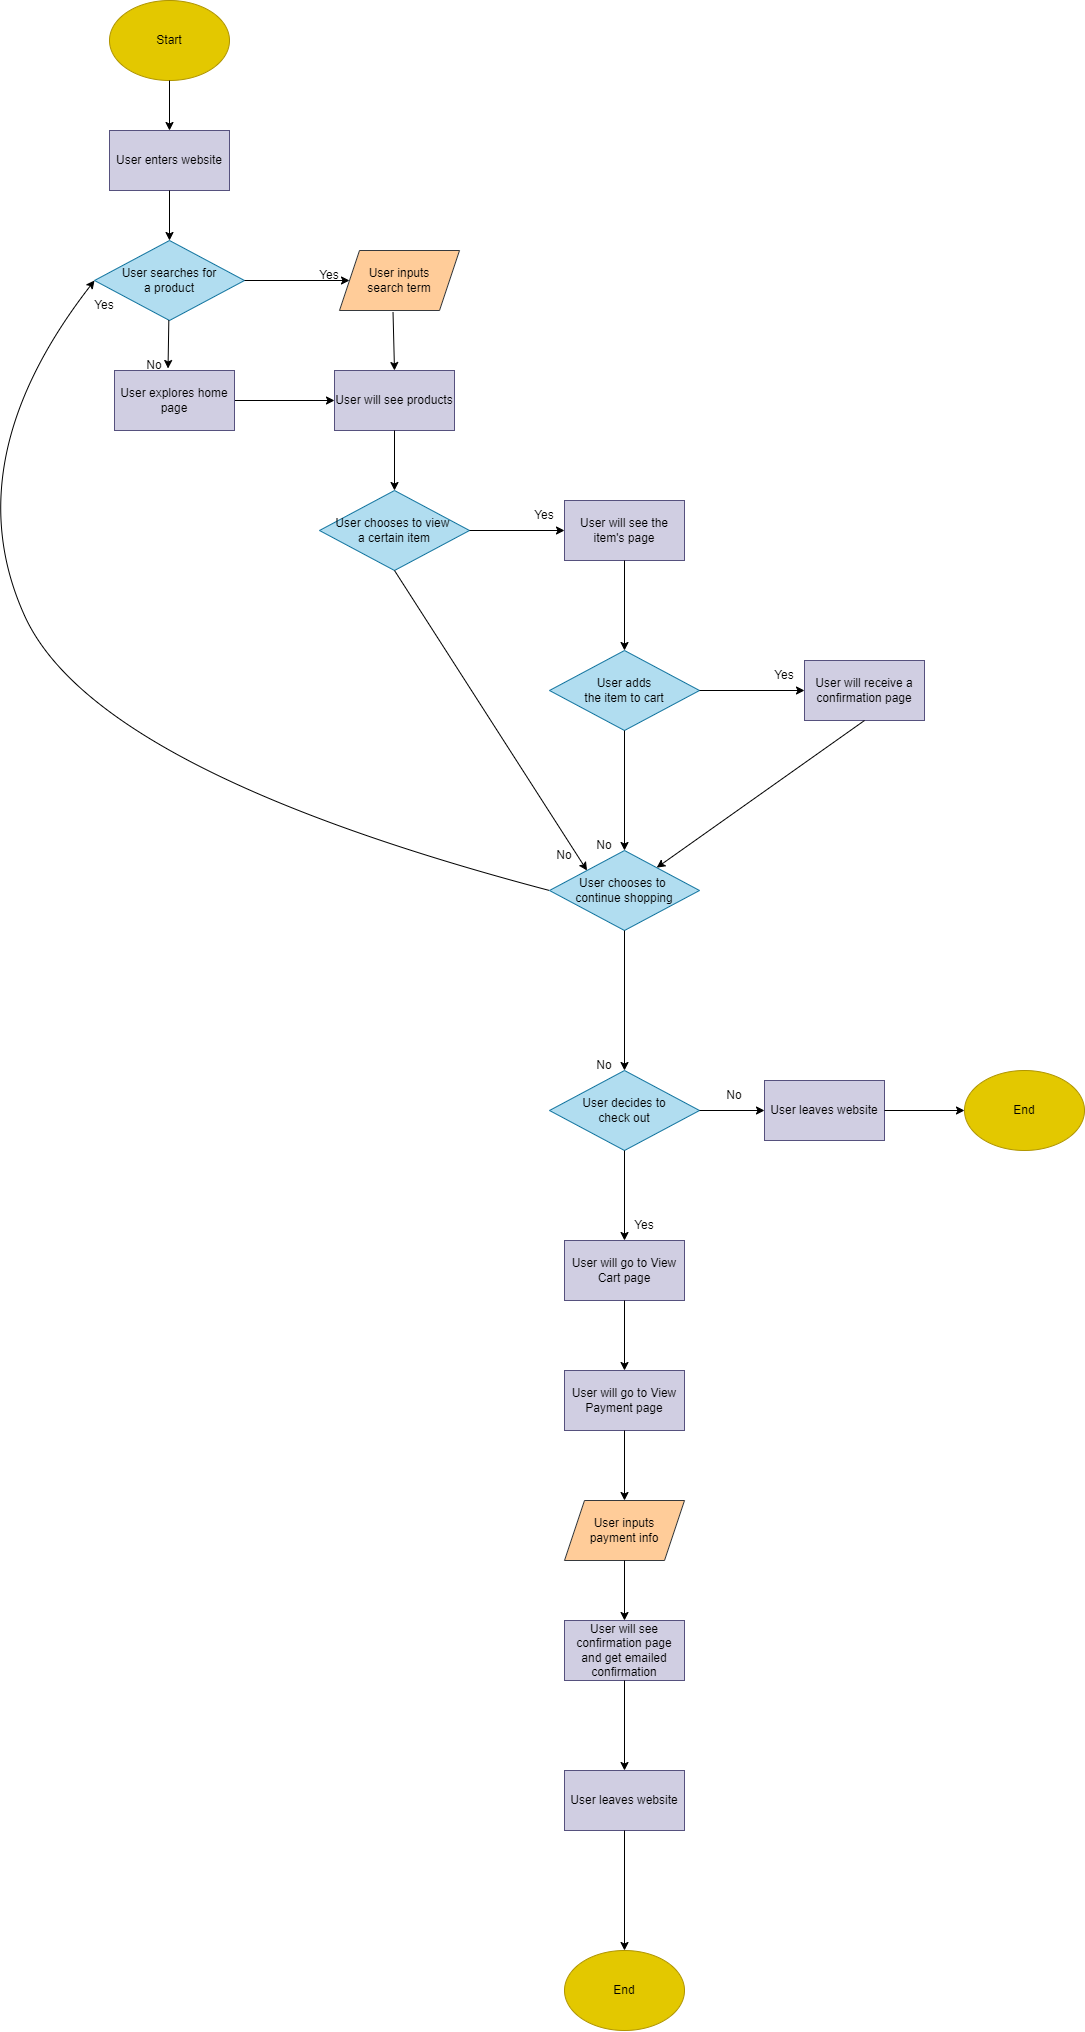 Start
User enters website
User searches for
a product
Yes
User inputs
search term
Yes
No
User explores home
page
User will see products
User chooses to view
a certain item
Yes
User will see the
item's page
User adds
the item to cart
Yes
User will receive a
confirmation page
No
No
User chooses to
continue shopping
No
User decides to
check out
No
User leaves website
End
Yes
User will go to View
Cart page
User will go to View
Payment page
User inputs
payment info
User will see
confirmation page
and get emailed
confirmation
User leaves website
End